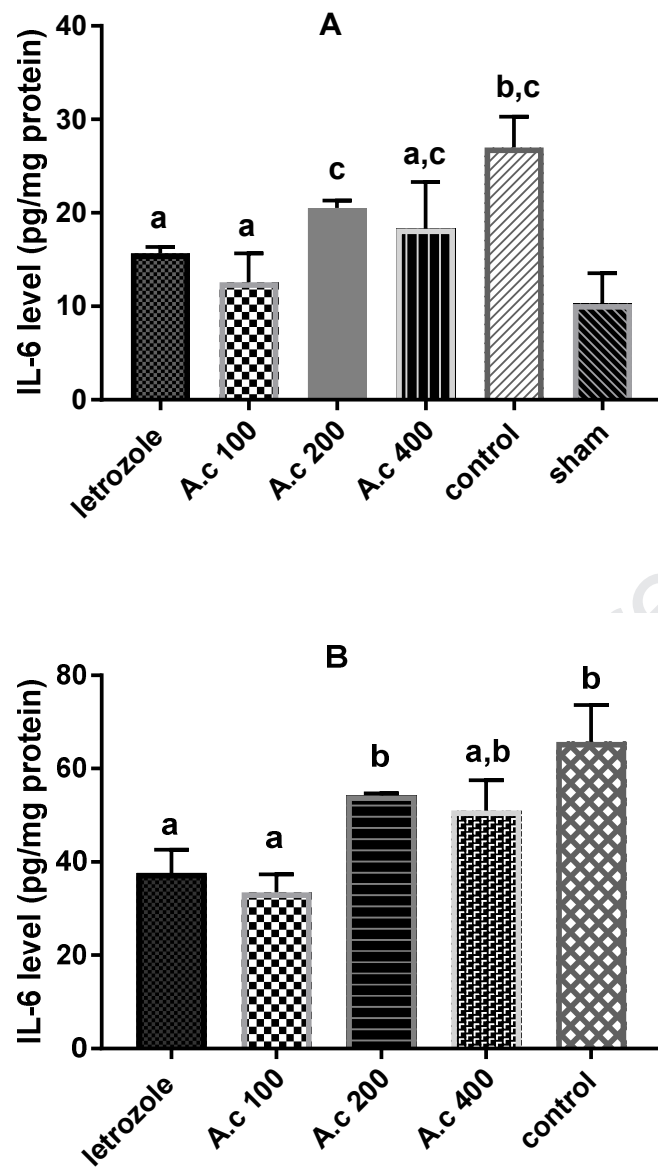 A
IL-6 level (pg/mg protein)
40
30
20
10
0
a
a
c
a,c
b,c
letrozole
A.c 100
A.c 200
A.c 400
control
sham
B
IL-6 level (pg/mg protein)
80
60
40
20
0
a
a
b
a,b
b
letrozole
A.c 100
A.c 200
A.c 400
control